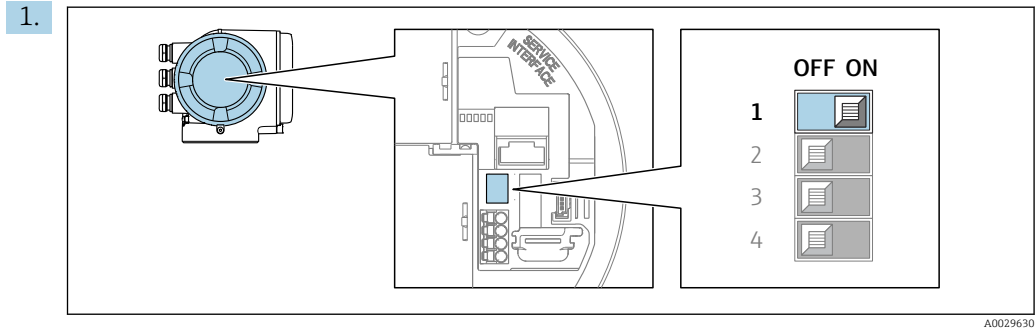 1.
SERVICE
INTERFACE
OFF ON
1
2
3
4
A0029630